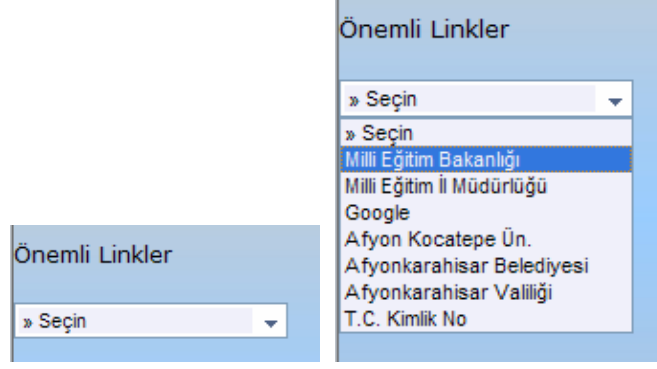 Önemli Linkler
» Seçin
Önemli Linkler
» Seçin
» Seçin
Milli Eğitim Bakanlığı
Milli Eğitim İl Müdürlüğü
Google
Afyon Kocatepe Ün.
Afyonkarahisar Belediyesi
Afyonkarahisar Valiliği
T.C. Kimlik No